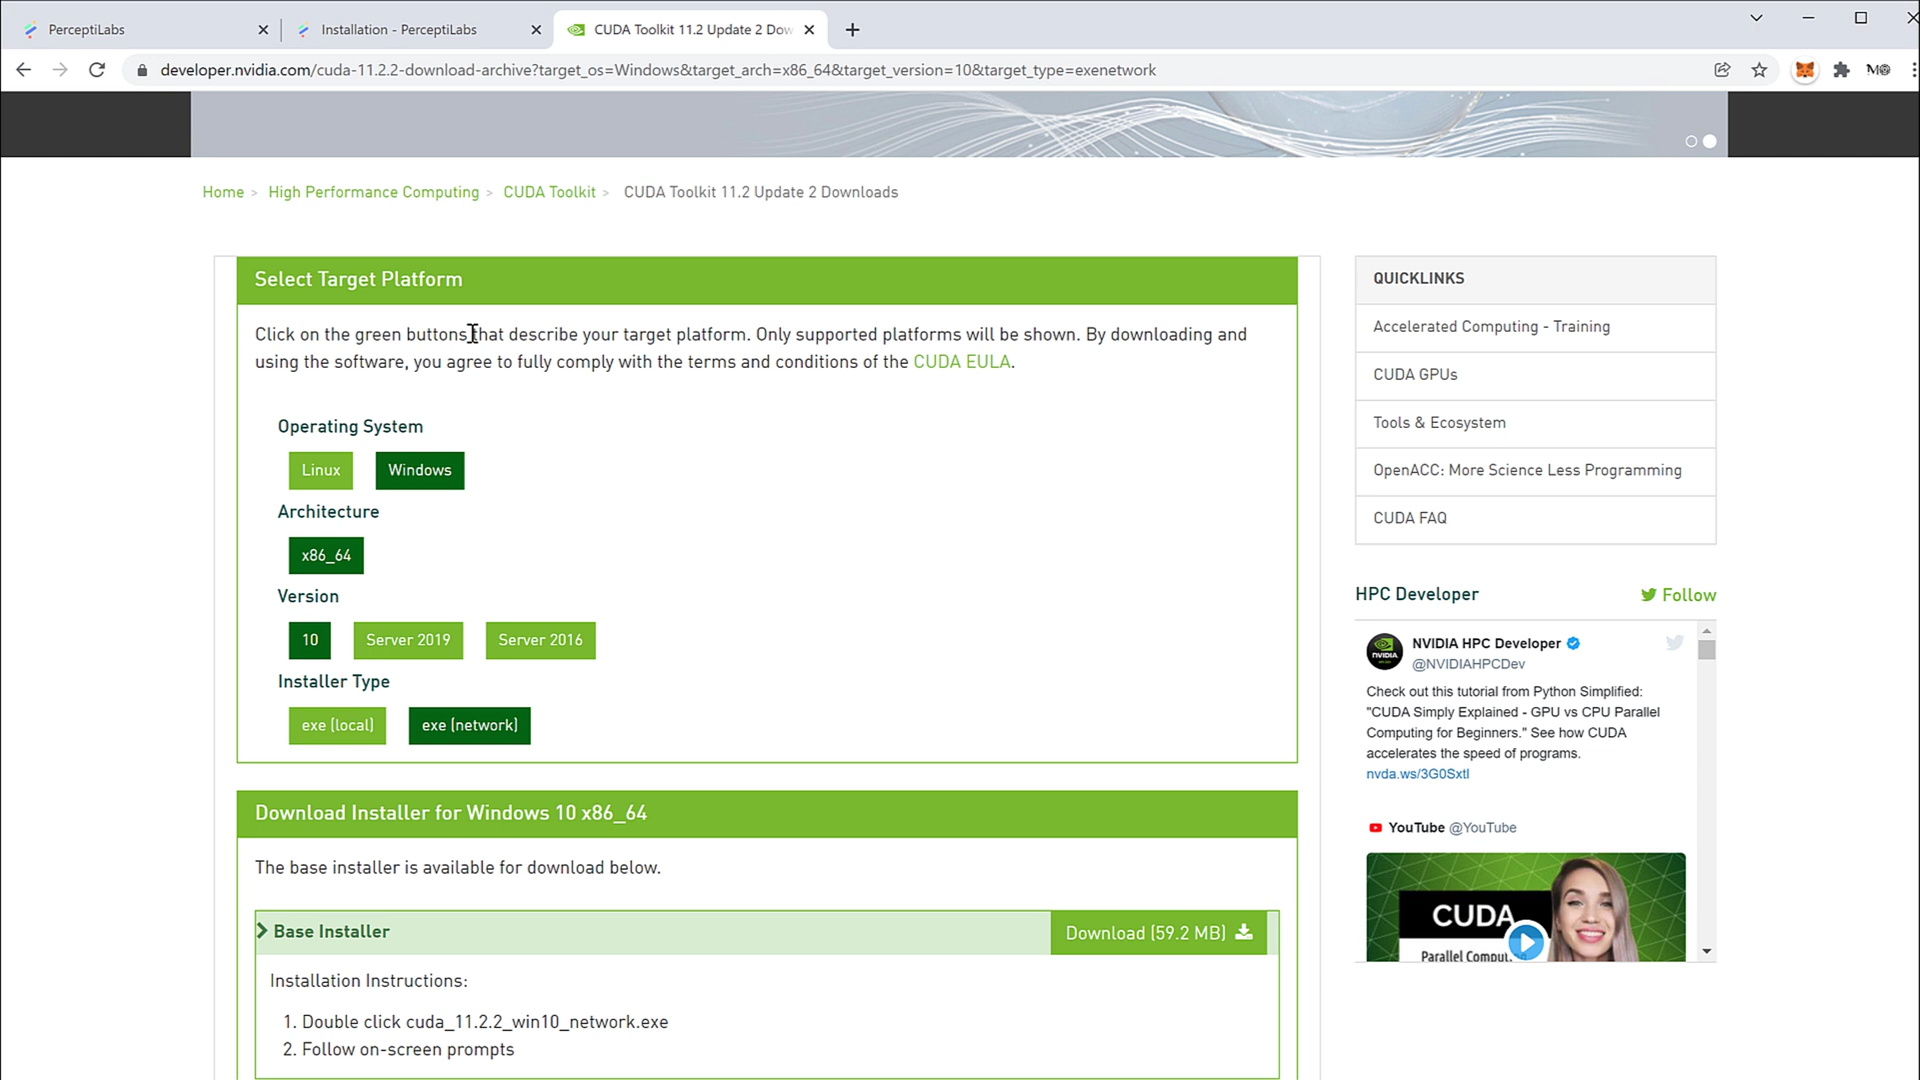 PerceptiLabs
Installation - PerceptiLabs
CUDA Toolkit 11.2 Update 2 Dow
developer.nvidia.com/cuda-11.2.2-download-archive?target_os=Windows&target_arch=x86_64&target_version=10&target_type=exenetwork
Home > High Performance Computing > CUDA Toolkit > CUDA Toolkit 11.2 Update 2 Downloads
Select Target Platform
Click on the green buttons that describe your target platform. Only supported platforms will be shown. By downloading and
using the software, you agree to fully comply with the terms and conditions of the CUDA EULA.
Operating System
Linux
Windows
Architecture
x86_64
Version
10
Server 2019
Server 2016
Installer Type
exe (local)
exe (network)
Download Installer for Windows 10 x86_64
The base installer is available for download below.
Base Installer
Download (59.2 MB)
Installation Instructions:
1. Double click cuda_11.2.2_win10_network.exe
2. Follow on-screen prompts
QUICKLINKS
Accelerated Computing - Training
CUDA GPUs
Tools & Ecosystem
OpenACC: More Science Less Programming
CUDA FAQ
HPC Developer
Follow
NVIDIA HPC Developer
@NVIDIAHPCDev
Check out this tutorial from Python Simplified:
"CUDA Simply Explained - GPU vs CPU Parallel
Computing for Beginners." See how CUDA
accelerates the speed of programs.
nvda.ws/3G0SxtI
YouTube @YouTube
CUDA
Parallel